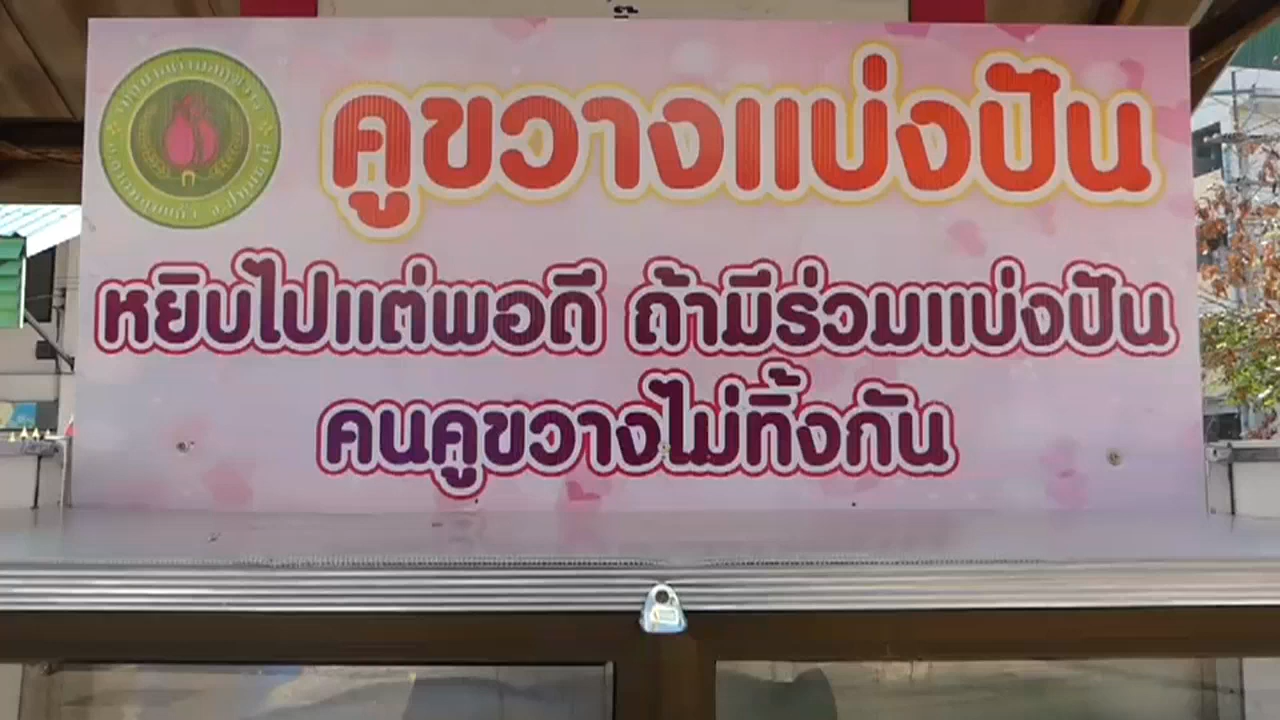 คูขวางแบ่งปัน
หยิบไปแต่พอดี ถ้ามีร่วมแบ่งปัน
คนคูขวางไม่ทิ้งกัน